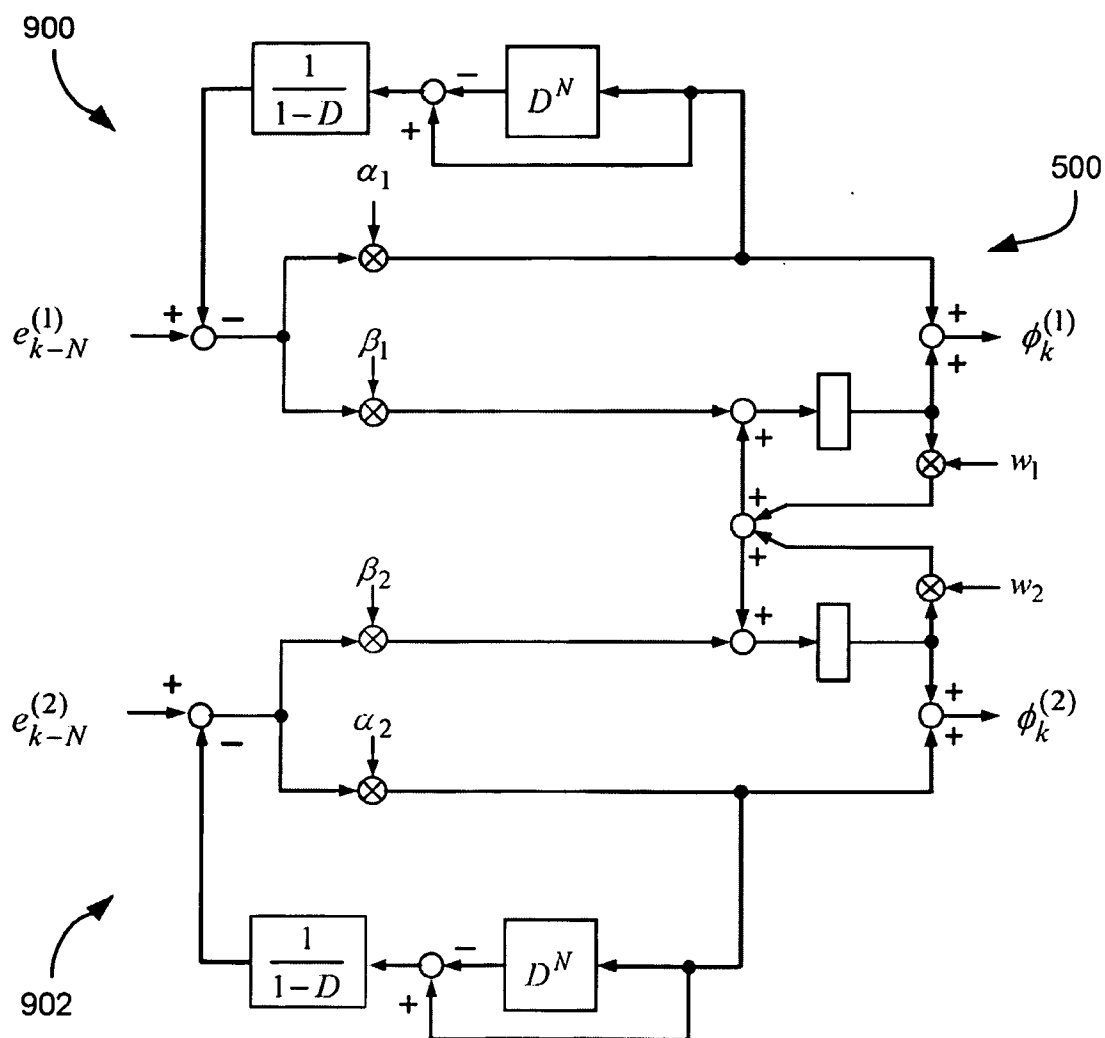 900
1
1-D
−
D^N
+
α_1
500
+
−
e_{k-N}^{(1)}
+
ϕ_k^{(1)}
+
β_1
+
w_1
+
+
β_2
w_2
+
+
e_{k-N}^{(2)}
−
+
ϕ_k^{(2)}
+
α_2
1
1-D
−
D^N
+
902